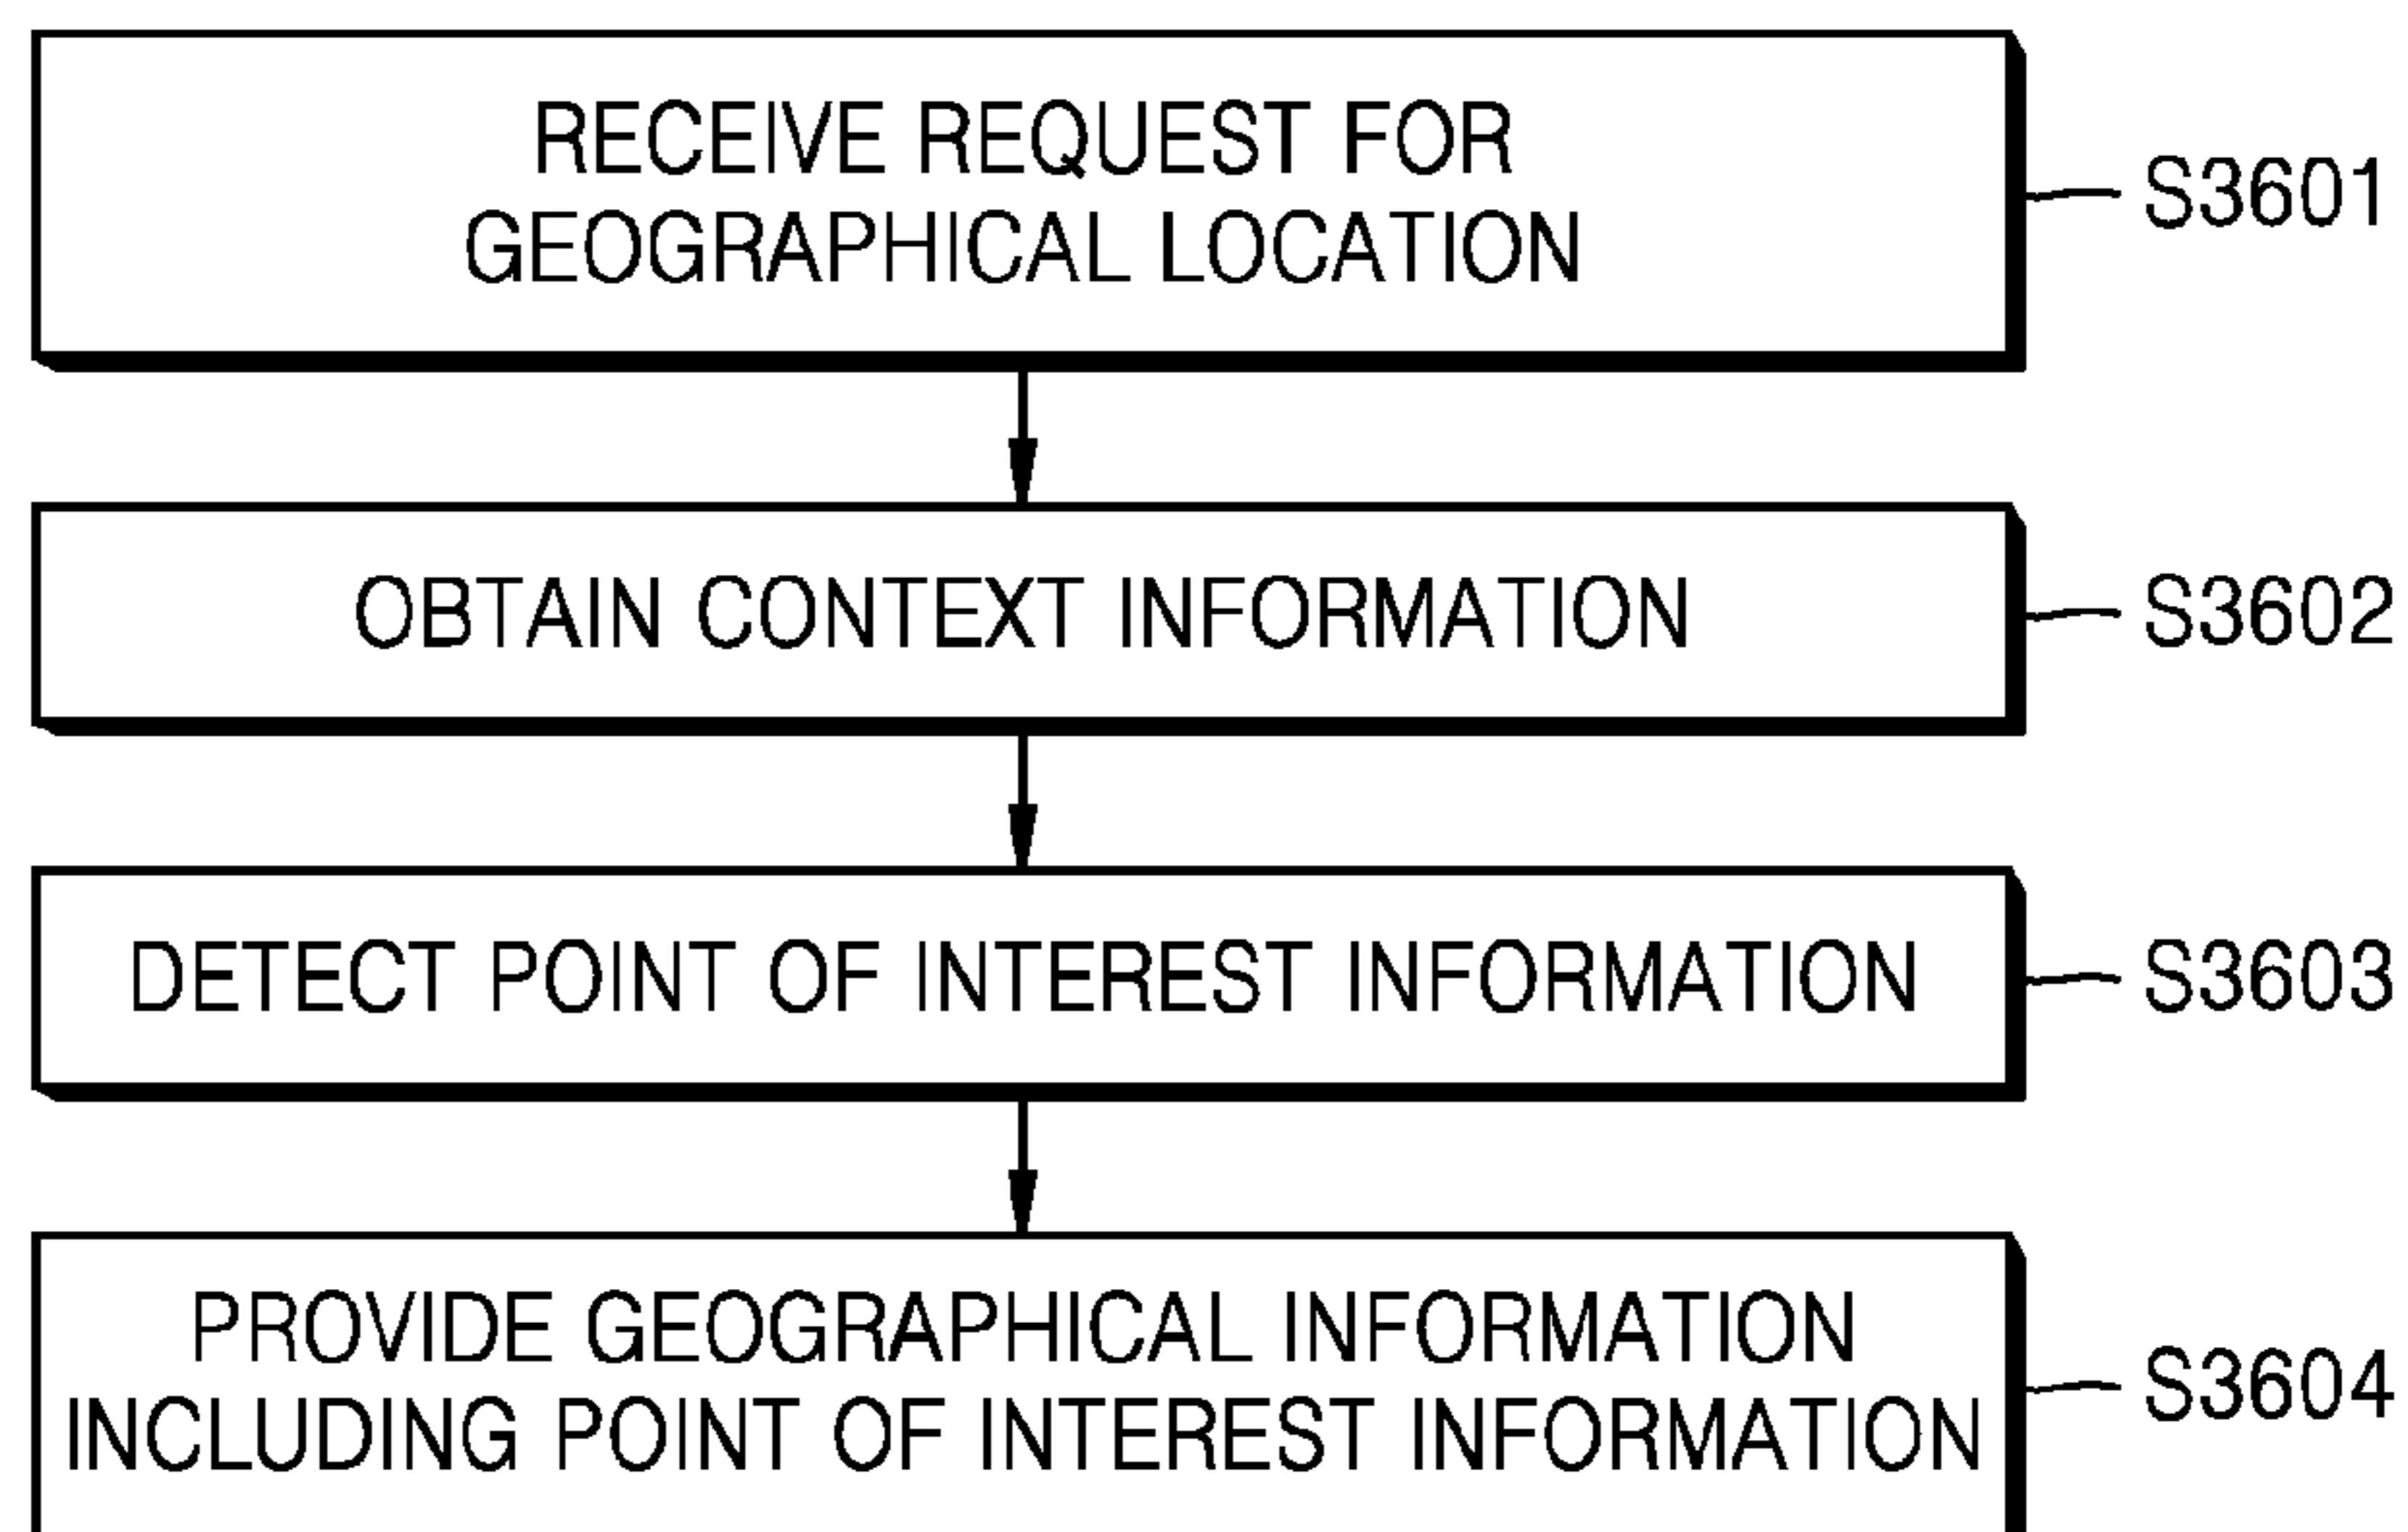 RECEIVE REQUEST FOR
GEOGRAPHICAL LOCATION
S3601
OBTAIN CONTEXT INFORMATION
S3602
DETECT POINT OF INTEREST INFORMATION
S3603
PROVIDE GEOGRAPHICAL INFORMATION
INCLUDING POINT OF INTEREST INFORMATION
S3604